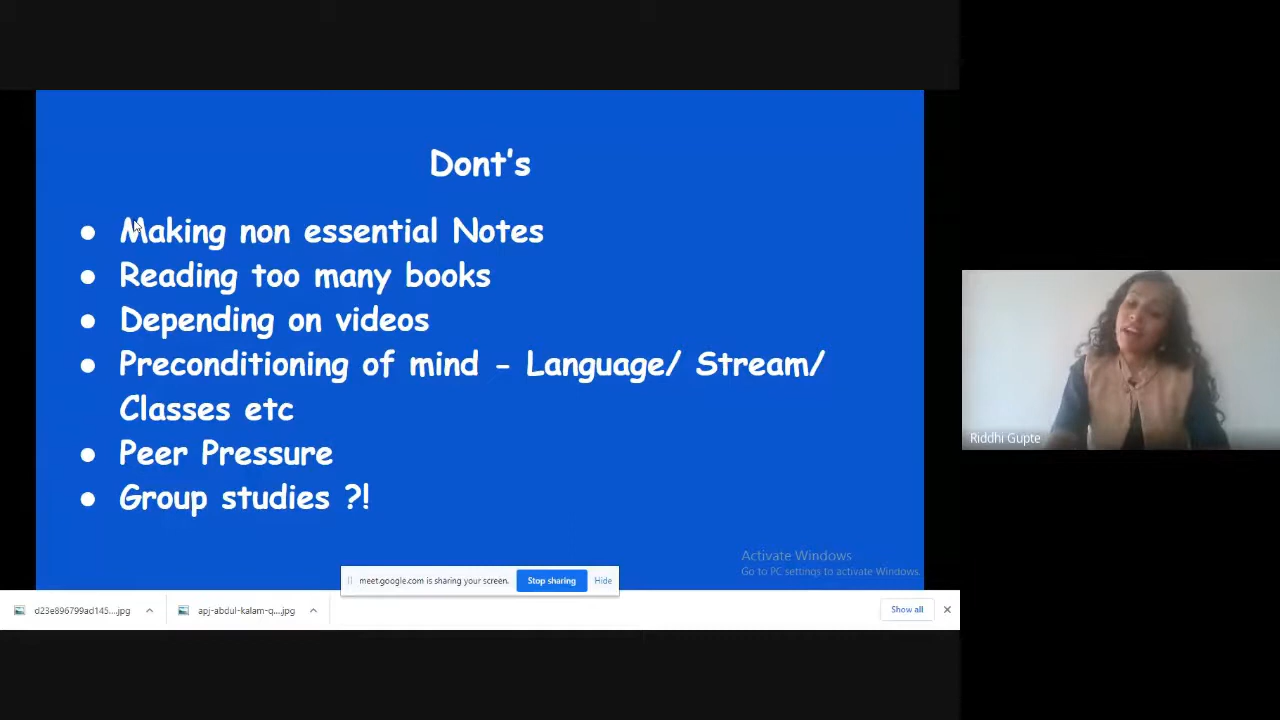 Dont's
● Making non essential Notes
● Reading too many books
● Depending on videos
● Preconditioning of mind - Language/ Stream/
Classes etc
● Peer Pressure
● Group studies ?!
Riddhi Gupte
Activate Windows
Go to PC settings to activate Windows.
meet.google.com is sharing your screen. Stop sharing Hide
d23e896799ad145....jpg apj-abdul-kalam-q....jpg Show all